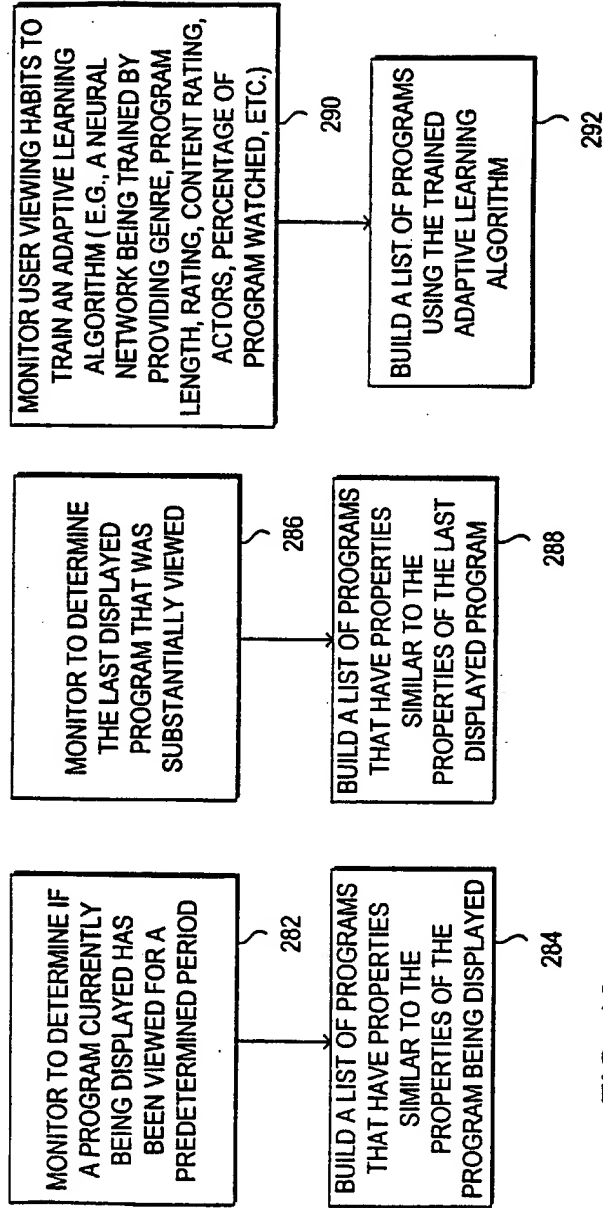 MONITOR TO DETERMINE IF
A PROGRAM CURRENTLY
BEING DISPLAYED HAS
BEEN VIEWED FOR A
PREDETERMINED PERIOD
282
BUILD A LIST OF PROGRAMS
THAT HAVE PROPERTIES
SIMILAR TO THE
PROPERTIES OF THE
PROGRAM BEING DISPLAYED
284
MONITOR TO DETERMINE
THE LAST DISPLAYED
PROGRAM THAT WAS
SUBSTANTIALLY VIEWED
286
BUILD A LIST OF PROGRAMS
THAT HAVE PROPERTIES
SIMILAR TO THE
PROPERTIES OF THE LAST
DISPLAYED PROGRAM
288
MONITOR USER VIEWING HABITS TO
TRAIN AN ADAPTIVE LEARNING
ALGORITHM ( E.G., A NEURAL
NETWORK BEING TRAINED BY
PROVIDING GENRE, PROGRAM
LENGTH, RATING, CONTENT RATING,
ACTORS, PERCENTAGE OF
PROGRAM WATCHED, ETC.)
290
BUILD A LIST OF PROGRAMS
USING THE TRAINED
ADAPTIVE LEARNING
ALGORITHM
292